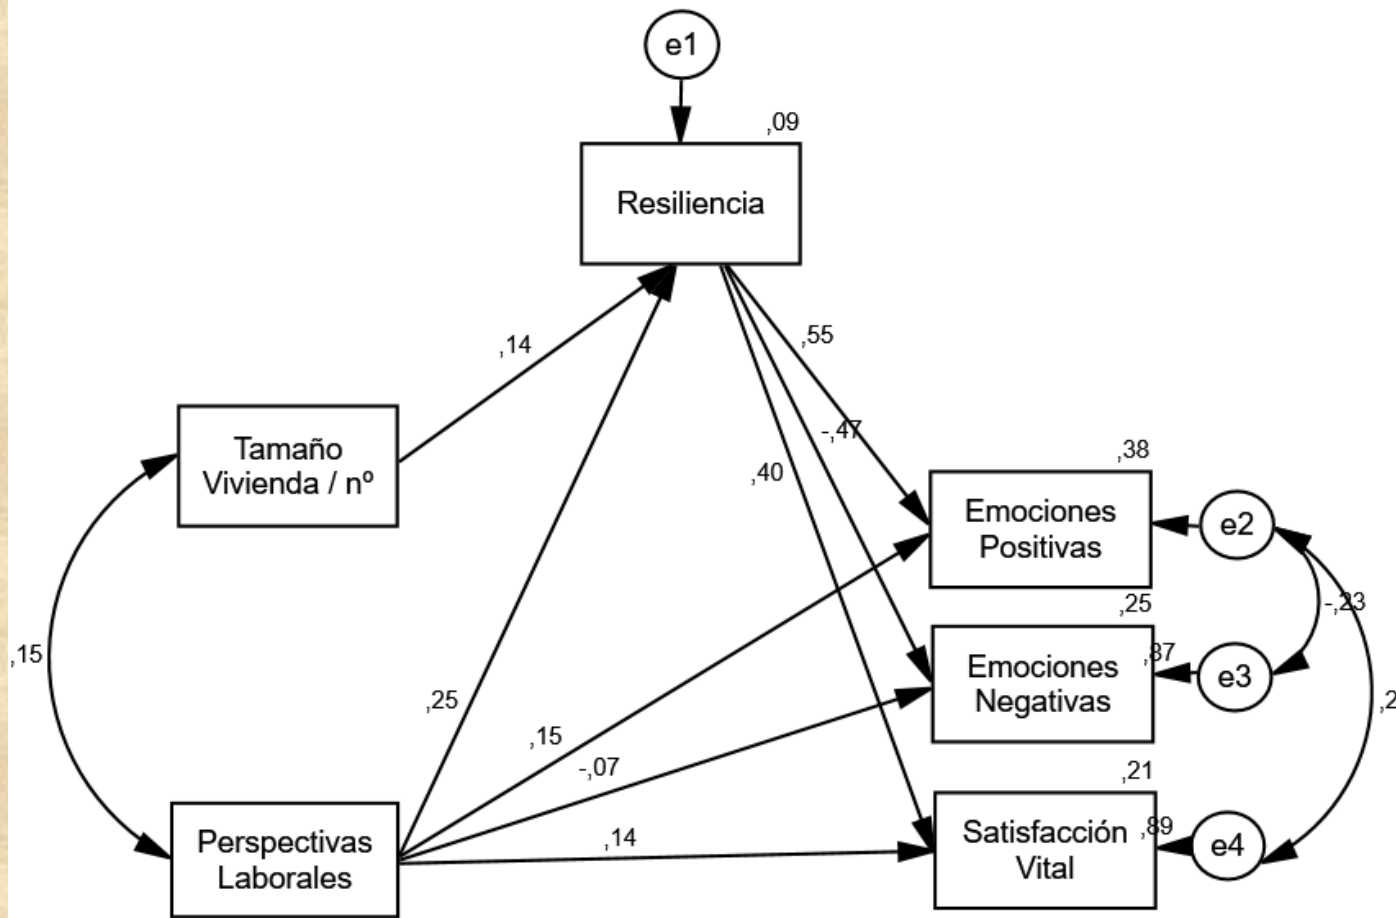 e1
,09
Resiliencia
,14
,55
-,47
,40
Tamaño
Vivienda / nº
,38
Emociones
Positivas
e2
-,23
,25
Emociones
Negativas
,87
e3
,15
,25
,15
-,07
,14
,2
,21
Satisfacción
Vital
,89
e4
Perspectivas
Laborales